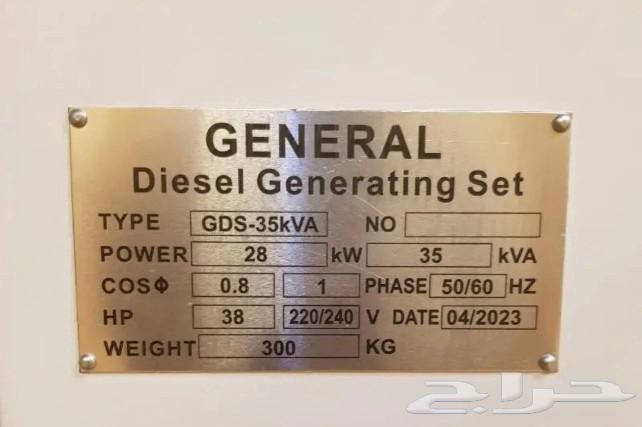 GENERAL
Diesel Generating Set
TYPE GDS-35kVA NO
POWER 28 kW 35 kVA
COSΦ 0.8 1 PHASE 50/60 HZ
HP 38 220/240 V DATE 04/2023
WEIGHT 300 KG
حراج